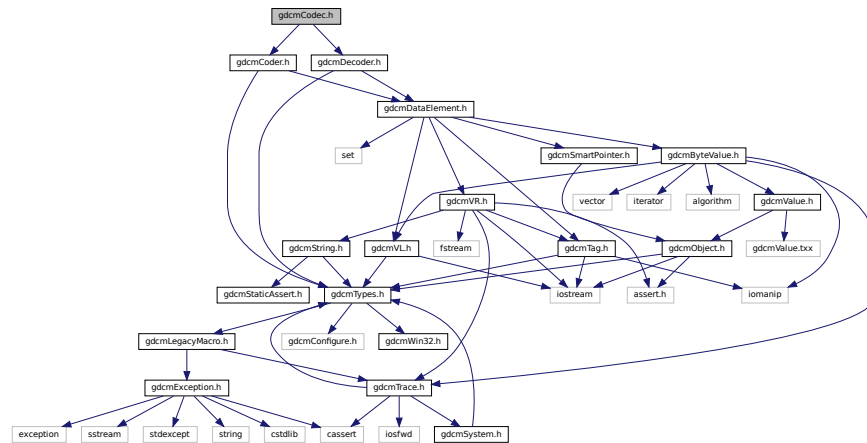 gdcmCodec.h
gdcmCoder.h
gdcmDecoder.h
gdcmDataElement.h
set
gdcmSmartPointer.h
gdcmByteValue.h
gdcmVR.h
vector
iterator
algorithm
gdcmValue.h
gdcmString.h
gdcmVL.h
fstream
gdcmTag.h
gdcmObject.h
gdcmValue.txx
gdcmStaticAssert.h
gdcmTypes.h
iostream
assert.h
iomanip
gdcmLegacyMacro.h
gdcmConfigure.h
gdcmWin32.h
gdcmException.h
gdcmTrace.h
exception
sstream
stdexcept
string
cstdlib
cassert
iosfwd
gdcmSystem.h